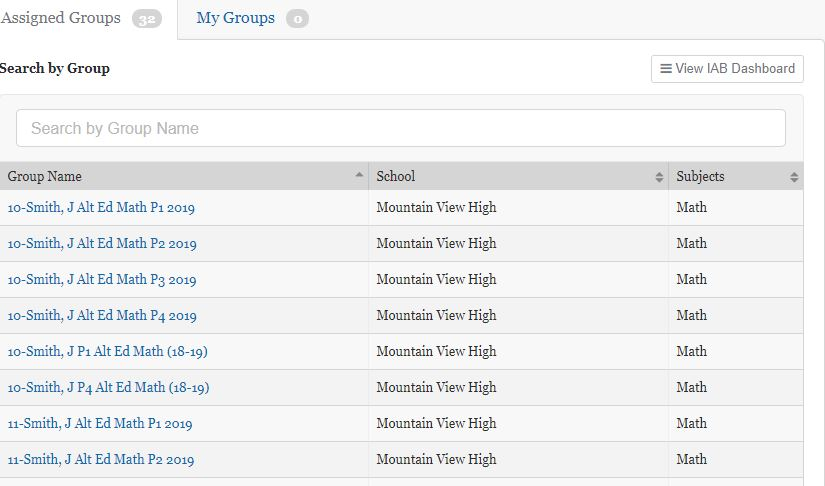 Assigned Groups 32 My Groups 0
Search by Group View IAB Dashboard
Search by Group Name
Group Name School Subjects
10-Smith, J Alt Ed Math P1 2019 Mountain View High Math
10-Smith, J Alt Ed Math P2 2019 Mountain View High Math
10-Smith, J Alt Ed Math P3 2019 Mountain View High Math
10-Smith, J Alt Ed Math P4 2019 Mountain View High Math
10-Smith, J P1 Alt Ed Math (18-19) Mountain View High Math
10-Smith, J P4 Alt Ed Math (18-19) Mountain View High Math
11-Smith, J Alt Ed Math P1 2019 Mountain View High Math
11-Smith, J Alt Ed Math P2 2019 Mountain View High Math